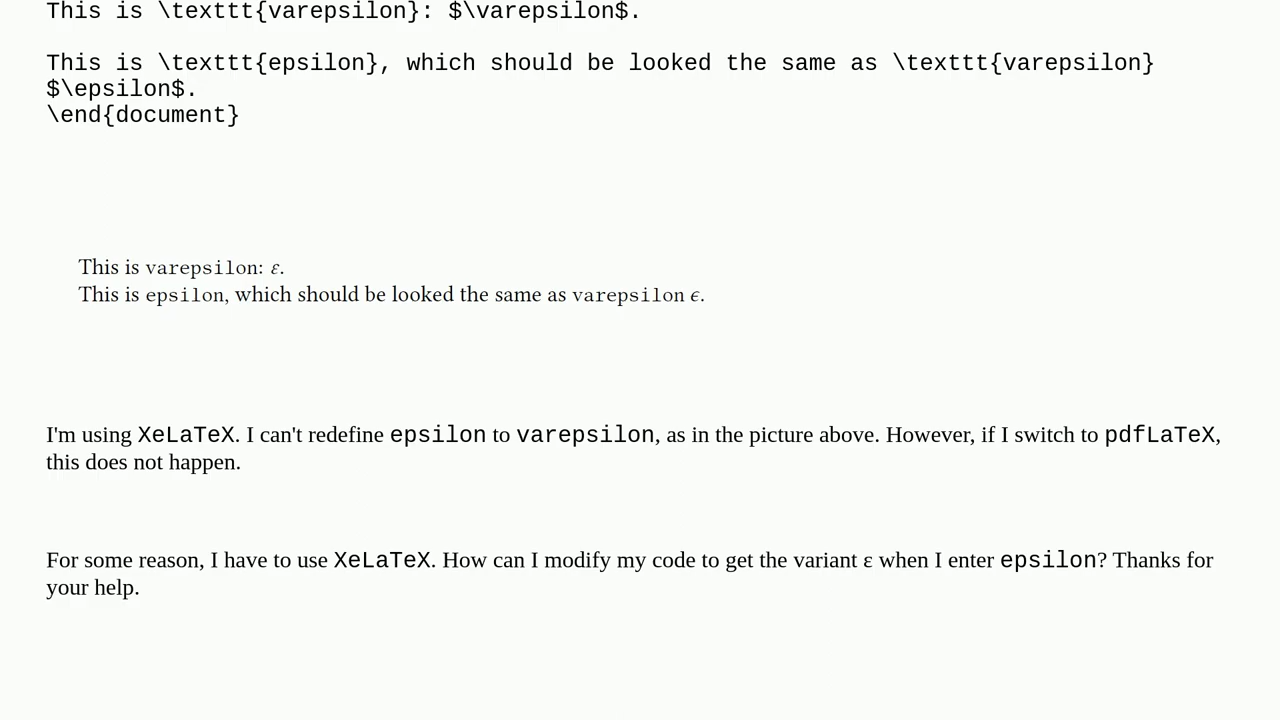 This is \texttt{varepsilon}: $\varepsilon$.
This is \texttt{epsilon}, which should be looked the same as \texttt{varepsilon}
$\epsilon$.
\end{document}
This is varepsilon: ε.
This is epsilon, which should be looked the same as varepsilon ϵ.
I'm using XeLaTeX. I can't redefine epsilon to varepsilon, as in the picture above. However, if I switch to pdfLaTeX,
this does not happen.
For some reason, I have to use XeLaTeX. How can I modify my code to get the variant ε when I enter epsilon? Thanks for
your help.